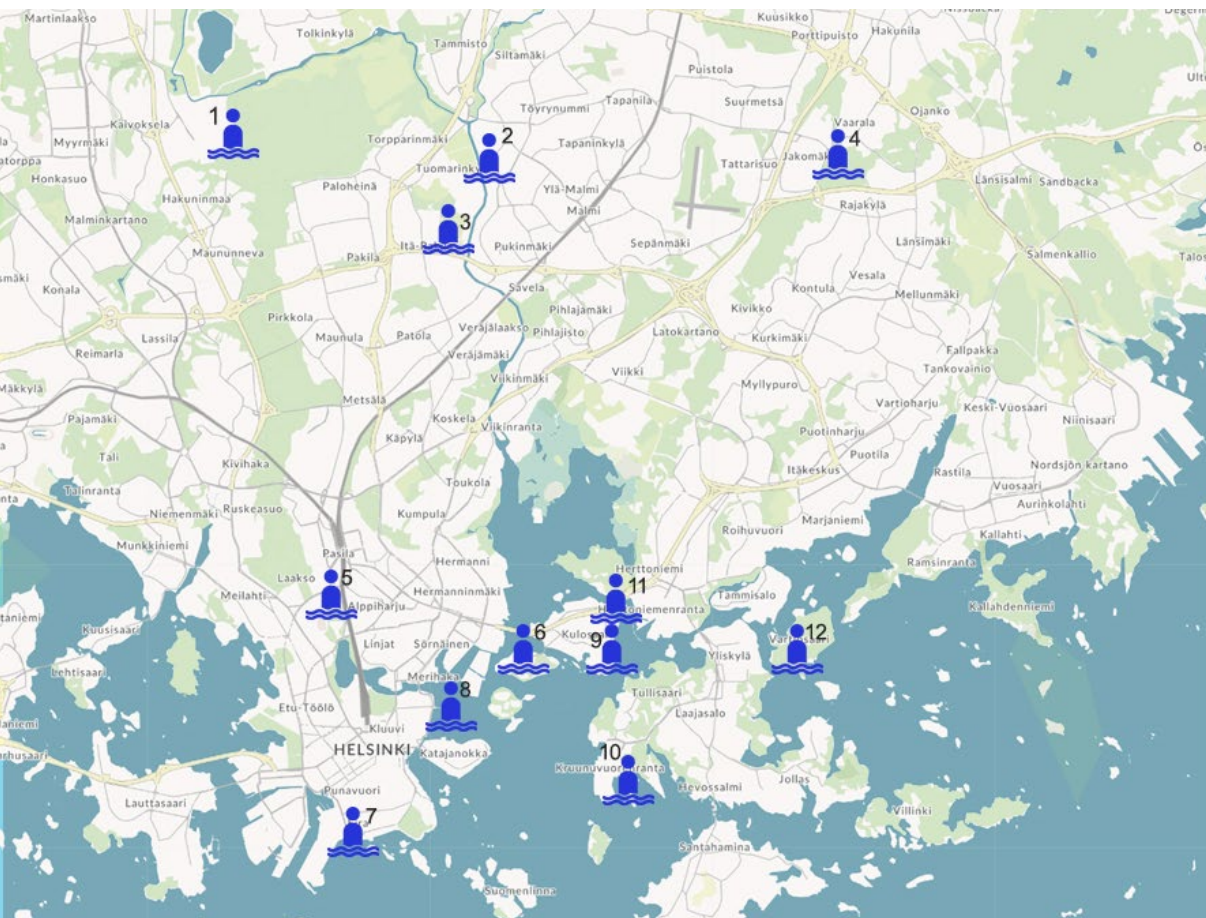 Martinlaakso
Tolkinkylä
Tammisto
Siltamäki
Kuusikko
Porttipuisto
Hakunila
Puistola
Suurmetsä
Tapanila
Töyrynummi
Ojanko
Vaarala
1
Kaivoksela
Myyrmäki
Torpparinmäki
2
Tapaninkylä
4
Tattarisuo
Honkasuo
Hakuninmaa
Paloheinä
Ylä-Malmi
Malmi
Länsisalmi
Sandbacka
Rajakylä
Malminkartano
3
Pukinmäki
Sepänmäki
Länsimäki
Maununneva
Pakila
Salmenkallio
Konala
Savela
Vesala
Kontula
Mellunmäki
Pirkkola
Pihlajamäki
Kivikko
Lassila
Maunula
Patola
Veräjälaakso
Pihlajisto
Latokartano
Kurkimäki
Reimarla
Veräjämäki
Fallpakka
Tankovainio
Viikinmäki
Viikki
Myllypuro
Metsälä
Vartioharju
Keski-Vuosaari
Niinisaari
Pajamäki
Koskela
Viikinranta
Käpylä
Puotinharju
Puotila
Tali
Kivihaka
Itäkeskus
Rastila
Nordsjön kartano
Talinranta
Toukola
Vuosaari
Aurinkolahti
Niemenmäki
Ruskeasuo
Kumpula
Marjaniemi
Roihuvuori
Kallahti
Munkkiniemi
Pasila
Hermanni
Herttoniemi
Ramsinranta
Laakso
5
11
Meilahti
Hermanninmäki
Tammisalo
Alppiharju
Kallahdenniemi
Kuusisaari
Linjat
Sörnäinen
6
9
12
Yliskylä
Lehtisaari
Merihaka
8
Tullisaari
Etu-Töölö
Laajasalo
Kluuvi
HELSINKI
Katajanokka
10
Jollas
Hevossalmi
Punavuori
Lauttasaari
7
Villinki
Santahamina
Suomenlinna